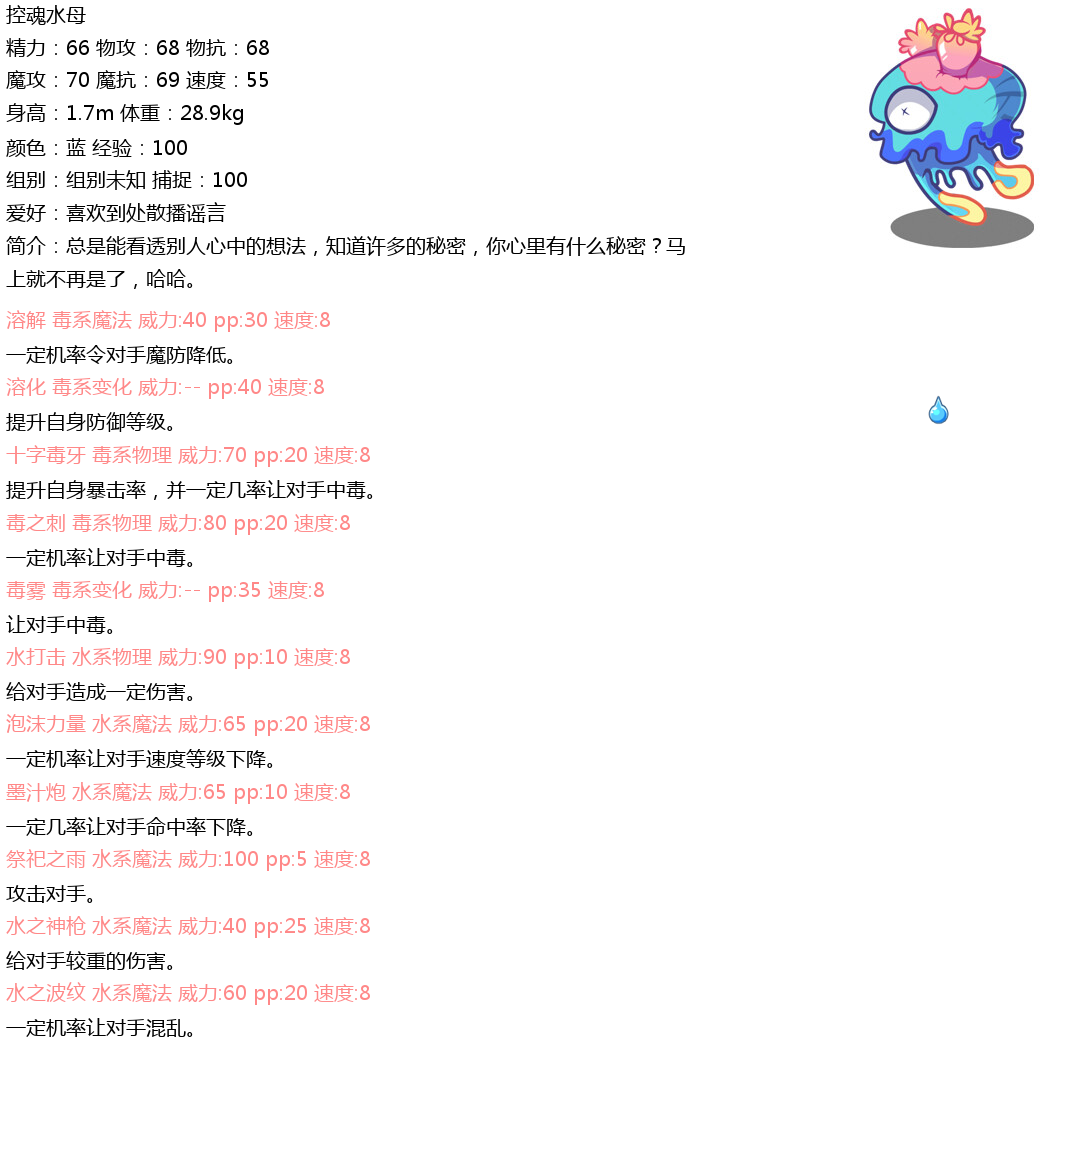 控魂水母
精力：66 物攻：68 物抗：68
魔攻：70 魔抗：69 速度：55
身高：1.7m 体重：28.9kg
颜色：蓝 经验：100
组别：组别未知 捕捉：100
爱好：喜欢到处散播谣言
简介：总是能看透别人心中的想法，知道许多的秘密，你心里有什么秘密？马
上就不再是了，哈哈。
溶解 毒系魔法 威力:40 pp:30 速度:8
一定机率令对手魔防降低。
溶化 毒系变化 威力:-- pp:40 速度:8
提升自身防御等级。
十字毒牙 毒系物理 威力:70 pp:20 速度:8
提升自身暴击率，并一定几率让对手中毒。
毒之刺 毒系物理 威力:80 pp:20 速度:8
一定机率让对手中毒。
毒雾 毒系变化 威力:-- pp:35 速度:8
让对手中毒。
水打击 水系物理 威力:90 pp:10 速度:8
给对手造成一定伤害。
泡沫力量 水系魔法 威力:65 pp:20 速度:8
一定机率让对手速度等级下降。
墨汁炮 水系魔法 威力:65 pp:10 速度:8
一定几率让对手命中率下降。
祭祀之雨 水系魔法 威力:100 pp:5 速度:8
攻击对手。
水之神枪 水系魔法 威力:40 pp:25 速度:8
给对手较重的伤害。
水之波纹 水系魔法 威力:60 pp:20 速度:8
一定机率让对手混乱。